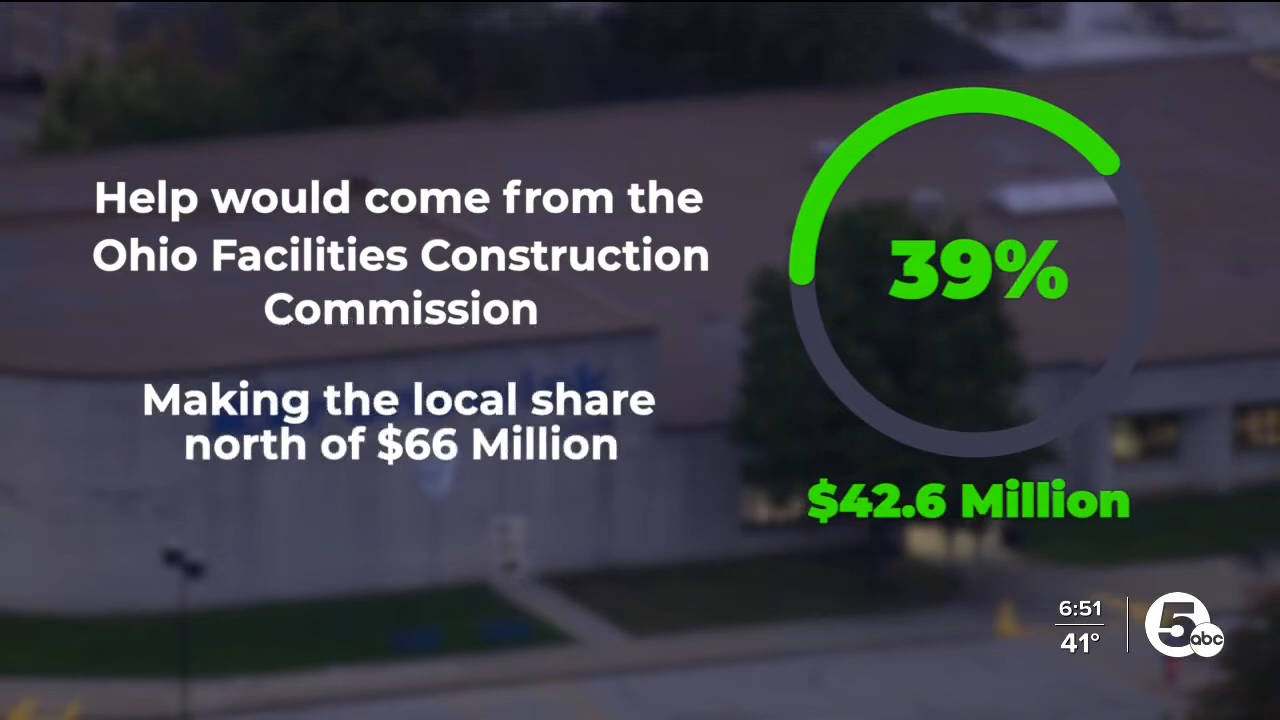 Help would come from the
Ohio Facilities Construction
Commission
Making the local share
north of $66 Million
39%
$42.6 Million
6:51
41°
5
abc